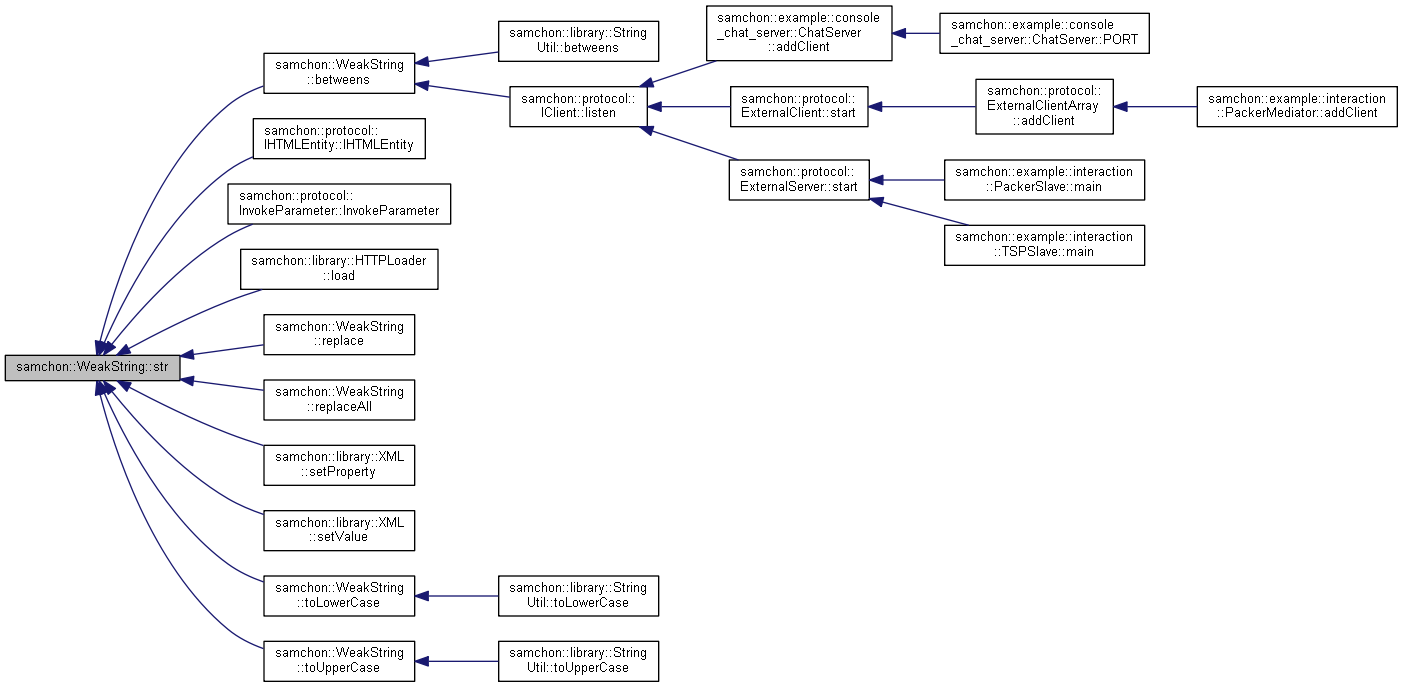 samchon::WeakString::str
samchon::WeakString
::betweens
samchon::protocol::
IHTMLEntity::IHTMLEntity
samchon::protocol::
InvokeParameter::InvokeParameter
samchon::library::HTTPLoader
::load
samchon::WeakString
::replace
samchon::WeakString
::replaceAll
samchon::library::XML
::setProperty
samchon::library::XML
::setValue
samchon::WeakString
::toLowerCase
samchon::WeakString
::toUpperCase
samchon::library::String
Util::betweens
samchon::protocol::
IClient::listen
samchon::library::String
Util::toLowerCase
samchon::library::String
Util::toUpperCase
samchon::example::console
_chat_server::ChatServer
::addClient
samchon::protocol::
ExternalClient::start
samchon::protocol::
ExternalServer::start
samchon::example::console
_chat_server::ChatServer::PORT
samchon::protocol::
ExternalClientArray
::addClient
samchon::example::interaction
::PackerSlave::main
samchon::example::interaction
::TSPSlave::main
samchon::example::interaction
::PackerMediator::addClient